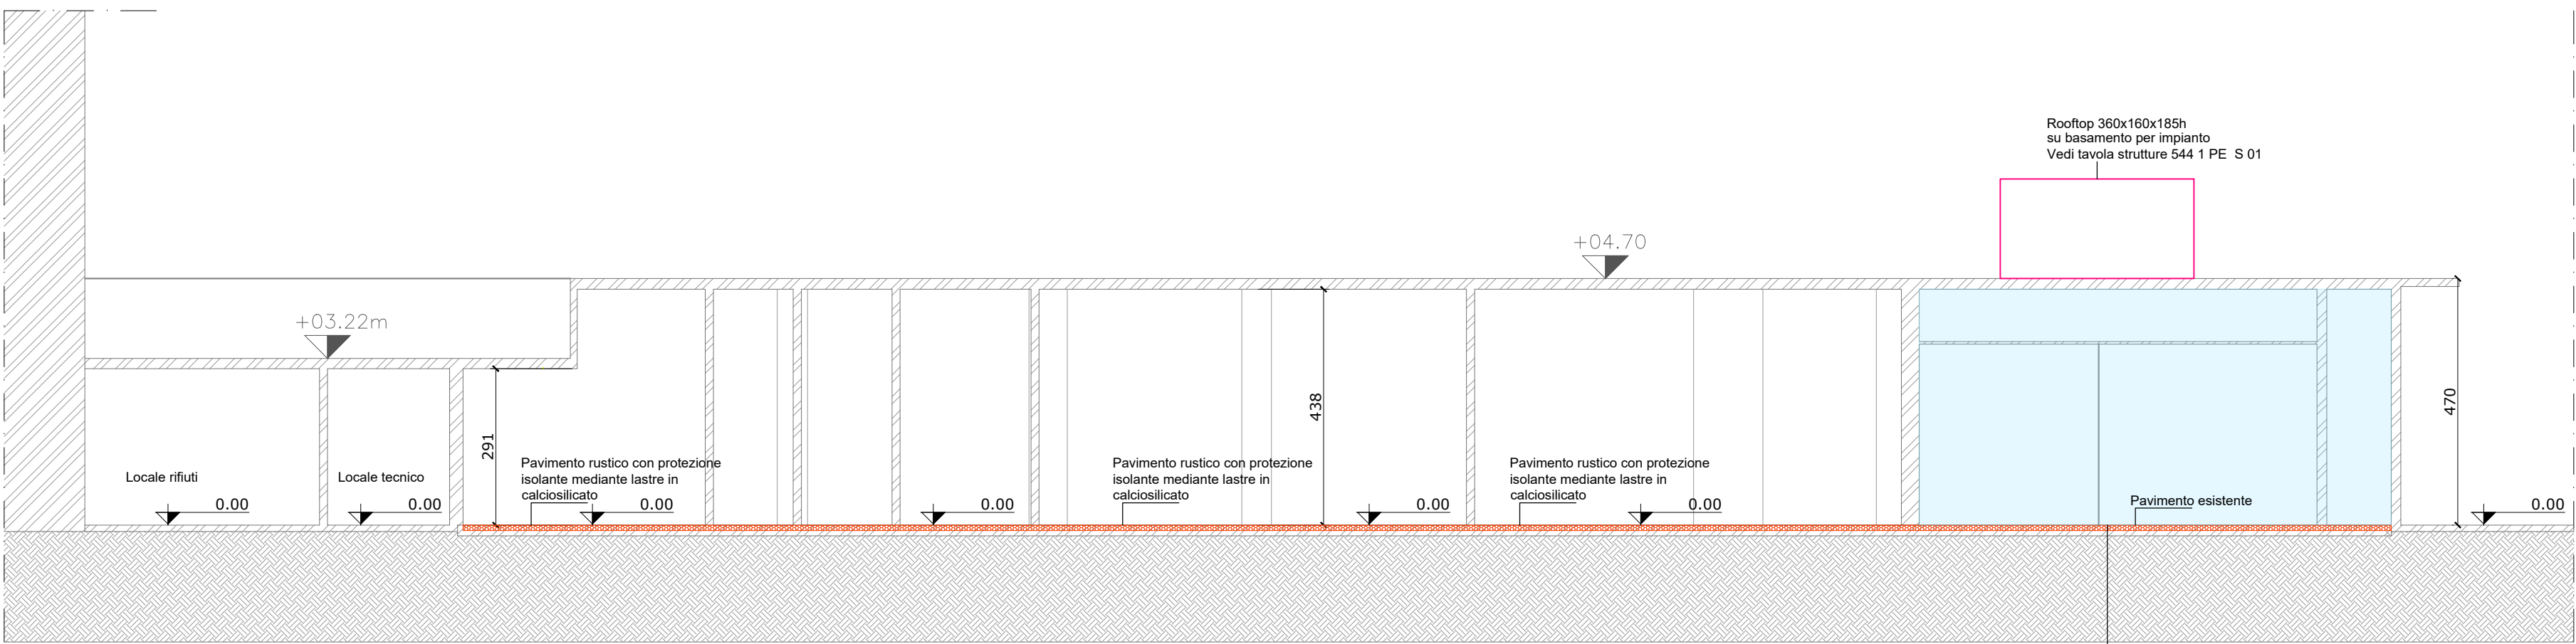 Rooftop 360x160x185h
su basamento per impianto
Vedi tavola strutture 544 1 PE  S 01
+04.70
+03.22m
438
470
291
Locale rifiuti
0.00
Locale tecnico
0.00
Pavimento rustico con protezione
isolante mediante lastre in
calciosilicato
0.00
0.00
Pavimento rustico con protezione
isolante mediante lastre in
calciosilicato
0.00
Pavimento rustico con protezione
isolante mediante lastre in
calciosilicato
0.00
Pavimento esistente
0.00